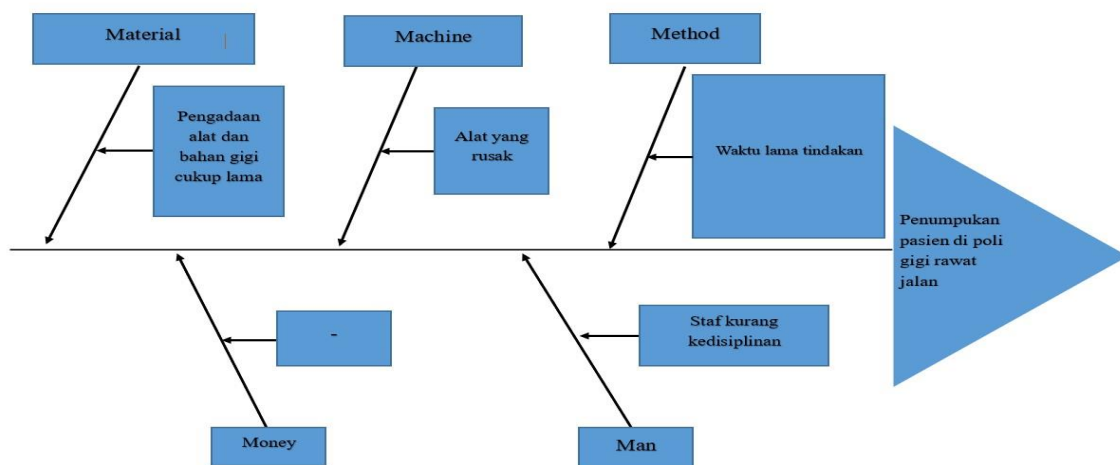 Material
Machine
Method
Pengadaan
alat dan
bahan gigi
cukup lama
Alat yang
rusak
Waktu lama tindakan
Penumpukan
pasien di poli
gigi rawat
jalan
-
Staf kurang
kedisiplinan
Money
Man